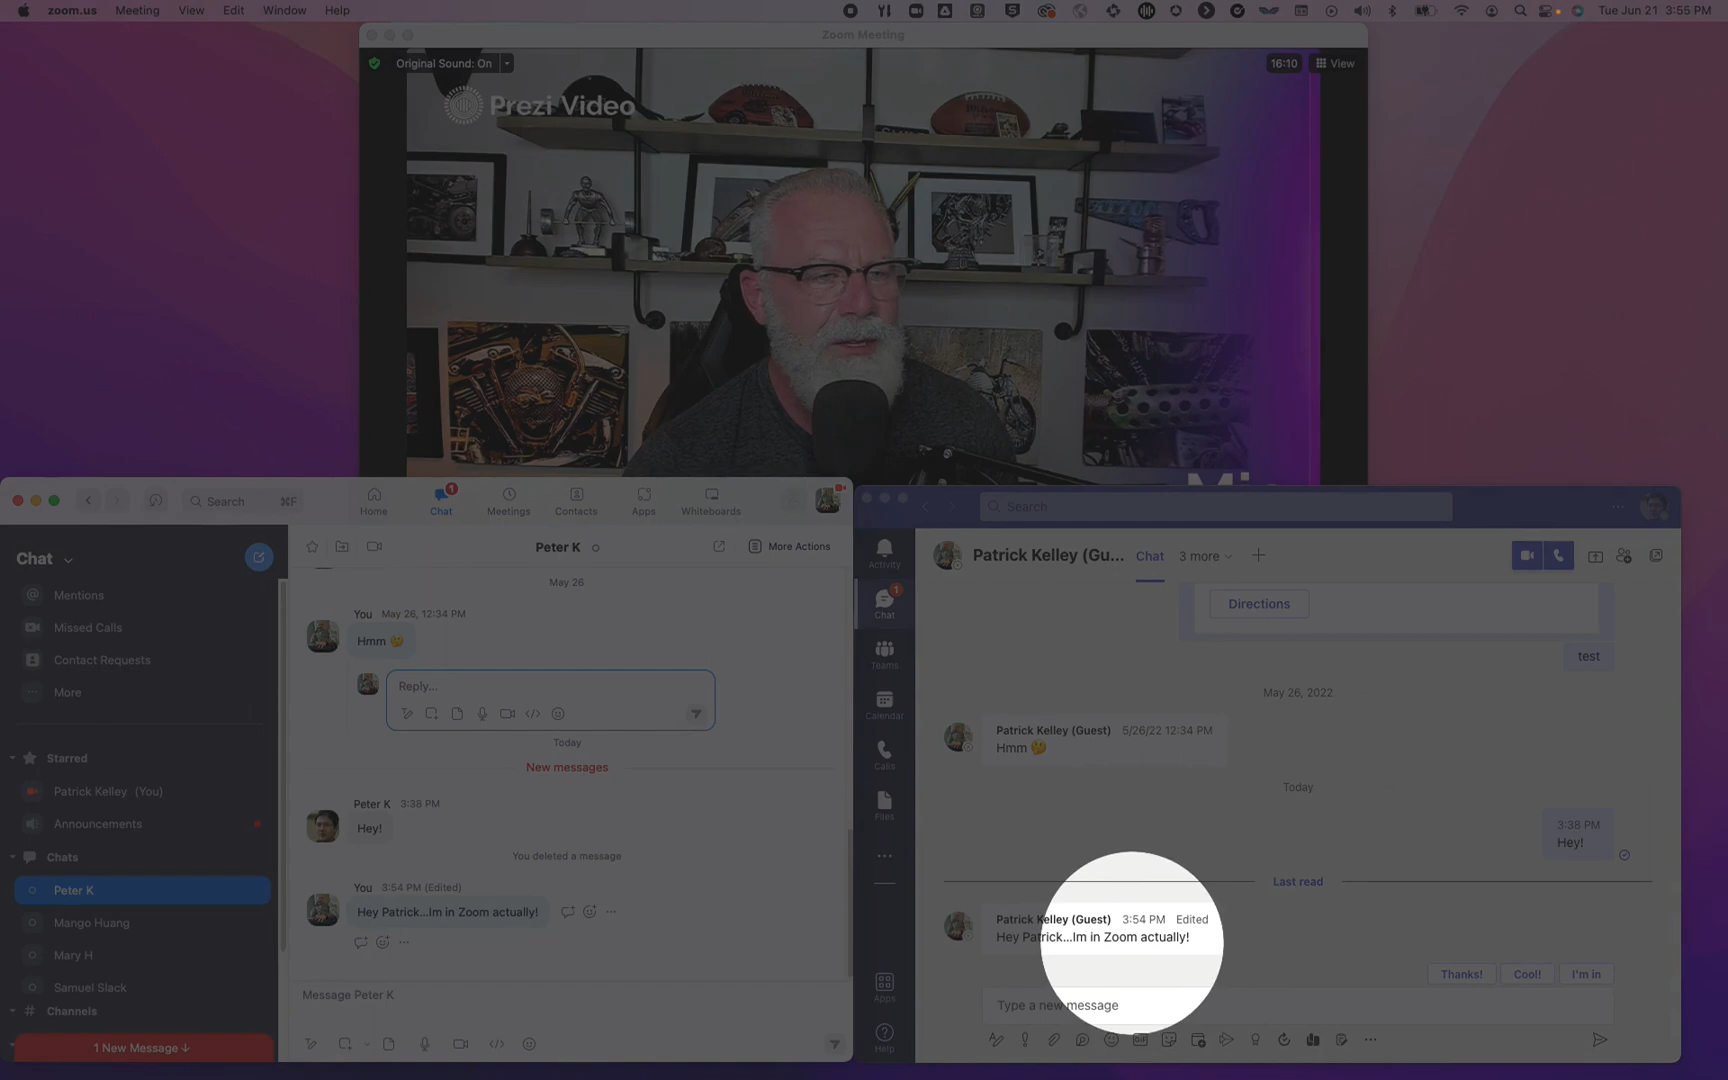 zoom.us Meeting View Edit Window Help
Tue Jun 21 3:55 PM
Zoom Meeting
Original Sound: On
16:10
View
Prezi Video
Search ⌘F
Home
1
Chat
Meetings
Contacts
Apps
Whiteboards
Chat
Mentions
Missed Calls
Contact Requests
More
Starred
Patrick Kelley (You)
Announcements
Chats
Peter K
Mango Huang
Mary H
Samuel Slack
Channels
1 New Message ↓
Peter K
More Actions
May 26
You May 26, 12:34 PM
Hmm 🤔
Reply...
Today
New messages
Peter K 3:38 PM
Hey!
You deleted a message
You 3:54 PM (Edited)
Hey Patrick...Im in Zoom actually!
Message Peter K
Search
Activity
1
Chat
Teams
Calendar
Calls
Files
Apps
Help
Patrick Kelley (Gu... Chat 3 more
Directions
test
May 26, 2022
Patrick Kelley (Guest) 5/26/22 12:34 PM
Hmm 🤔
Today
3:38 PM
Hey!
Last read
Patrick Kelley (Guest) 3:54 PM Edited
Hey Patrick...Im in Zoom actually!
Thanks! Cool! I'm in
Type a new message
GIF